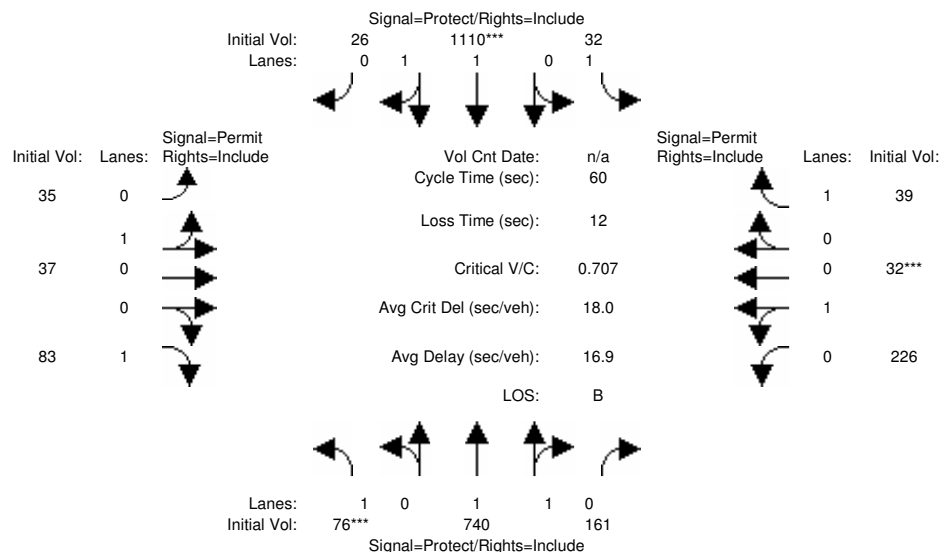 Signal=Protect/Rights=Include
Initial Vol: 26 1110*** 32
Lanes: 0 1 1 0 1
Signal=Permit Signal=Permit
Initial Vol: Lanes: Rights=Include Vol Cnt Date: n/a Rights=Include Lanes: Initial Vol:
Cycle Time (sec): 60
35 0 1 39
Loss Time (sec): 12
1 0
37 0 Critical V/C: 0.707 0 32***
0 Avg Crit Del (sec/veh): 18.0 1
83 1 Avg Delay (sec/veh): 16.9 0 226
LOS: B
Lanes: 1 0 1 1 0
Initial Vol: 76*** 740 161
Signal=Protect/Rights=Include